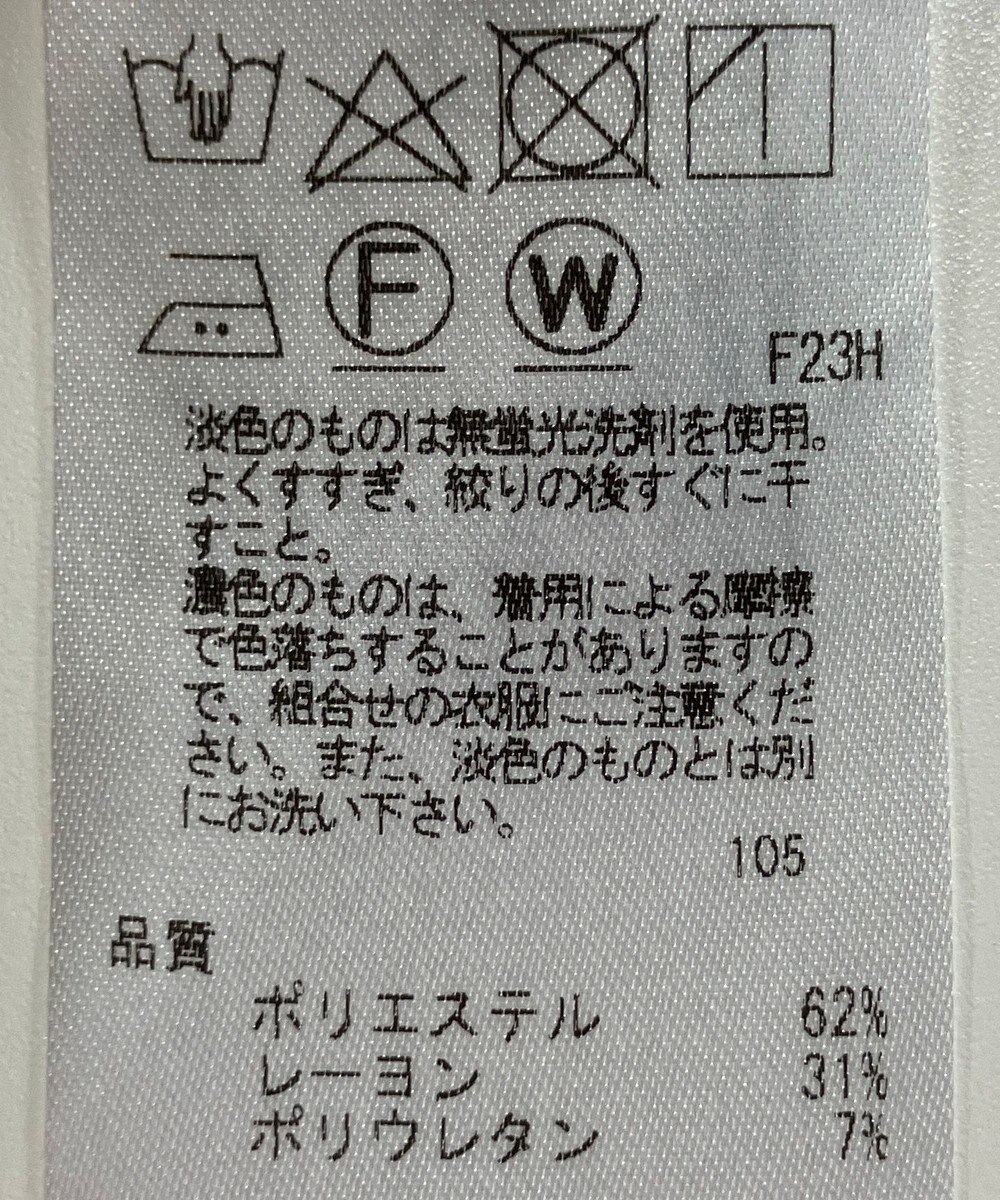 F
W
F23H
淡色のものは無蛍光洗剤を使用。
よくすすぎ、絞りの後すぐに干
すこと。
濃色のものは、着用による摩擦
で色落ちすることがありますの
で、組合せの衣服にご注意くだ
さい。また、淡色のものとは別
にお洗い下さい。
105
品質
ポリエステル 62%
レーヨン 31%
ポリウレタン 7%